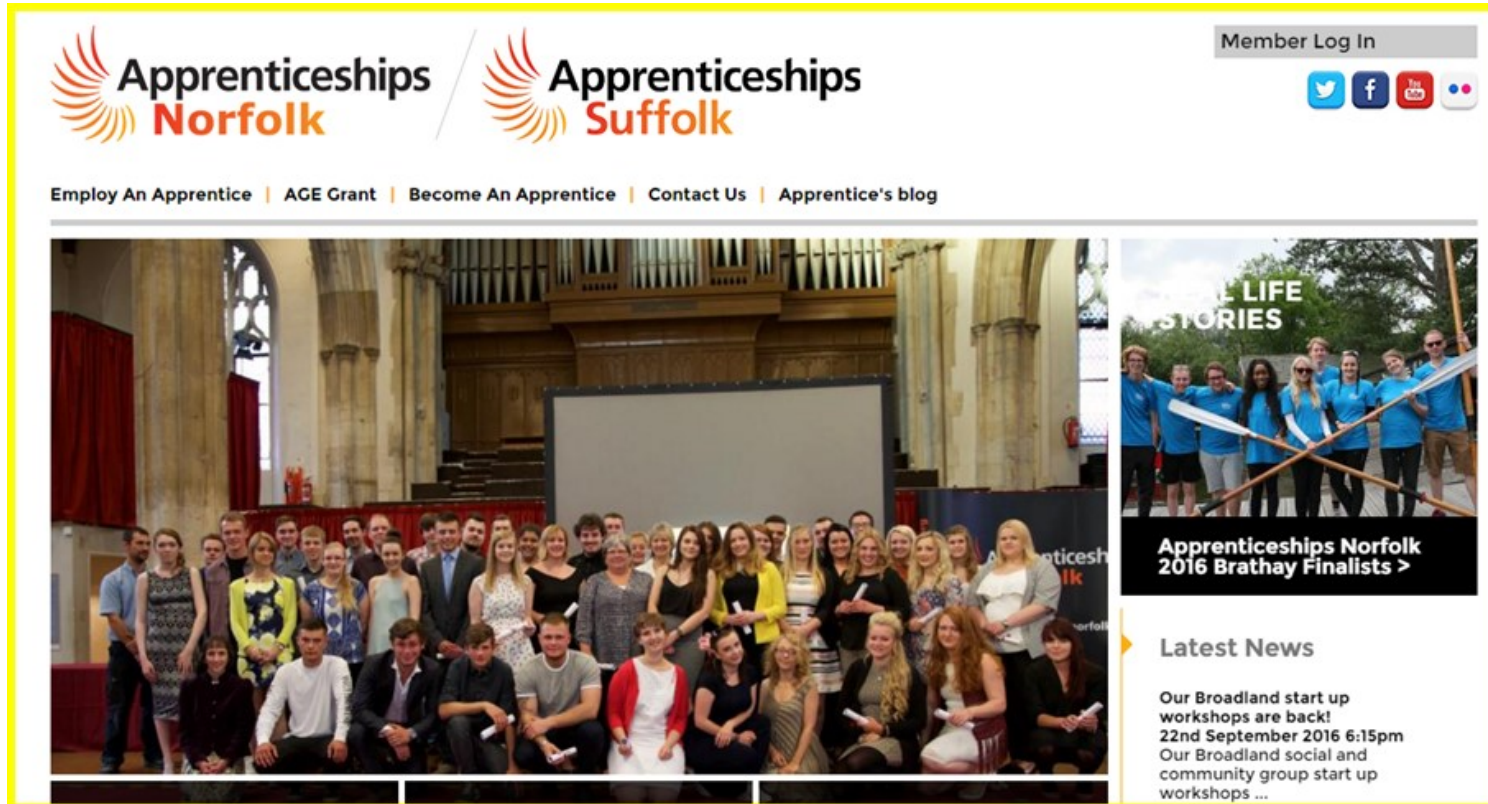 Apprenticeships
Norfolk
Apprenticeships
Suffolk
Member Log In
You
Tube
Employ An Apprentice | AGE Grant | Become An Apprentice | Contact Us | Apprentice's blog
LIFE
STORIES
Apprenticeships Norfolk
2016 Brathay Finalists >
Latest News
Our Broadland start up
workshops are back!
22nd September 2016 6:15pm
Our Broadland social and
community group start up
workshops ...